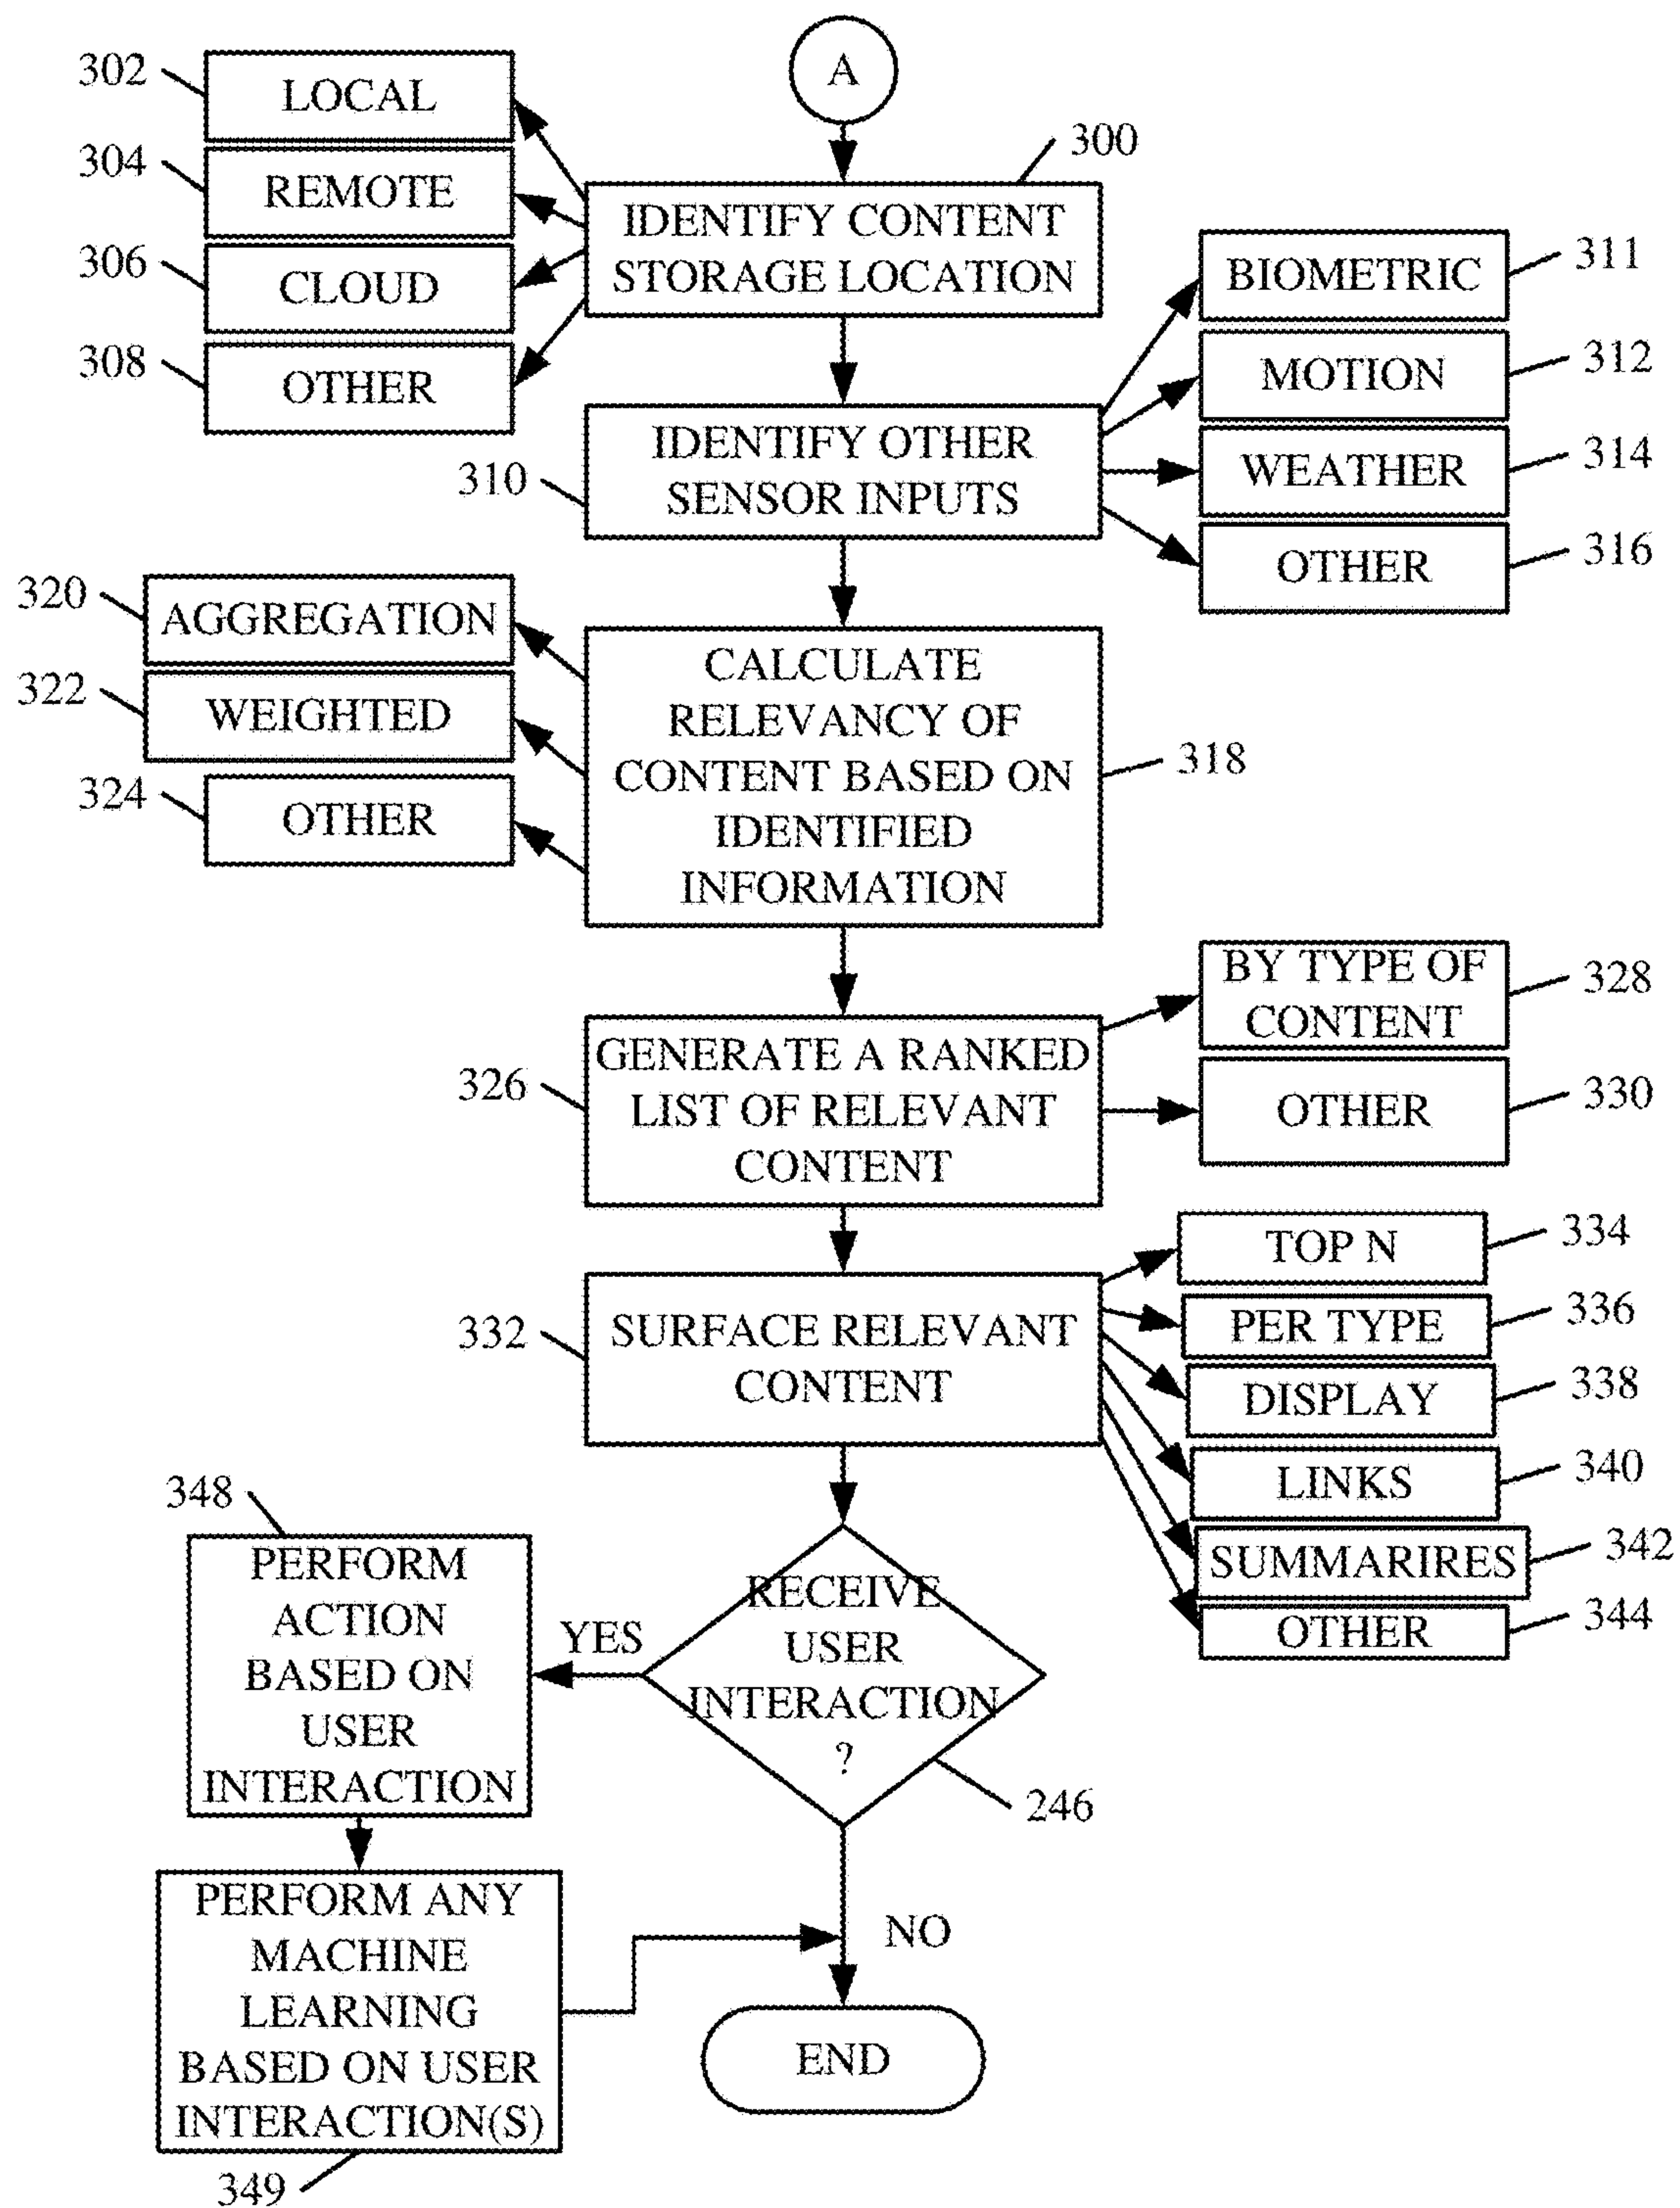 A
302
LOCAL
304
REMOTE
306
CLOUD
308
OTHER
300
IDENTIFY CONTENT
STORAGE LOCATION
BIOMETRIC
311
MOTION
312
WEATHER
314
OTHER
316
310
IDENTIFY OTHER
SENSOR INPUTS
320
AGGREGATION
322
WEIGHTED
324
OTHER
CALCULATE
RELEVANCY OF
CONTENT BASED ON
IDENTIFIED
INFORMATION
318
326
GENERATE A RANKED
LIST OF RELEVANT
CONTENT
BY TYPE OF
CONTENT
328
OTHER
330
332
SURFACE RELEVANT
CONTENT
TOP N
334
PER TYPE
336
DISPLAY
338
LINKS
340
SUMMARIRES
342
OTHER
344
RECEIVE
USER
INTERACTION
?
246
YES
348
PERFORM
ACTION
BASED ON
USER
INTERACTION
PERFORM ANY
MACHINE
LEARNING
BASED ON USER
INTERACTION(S)
349
NO
END